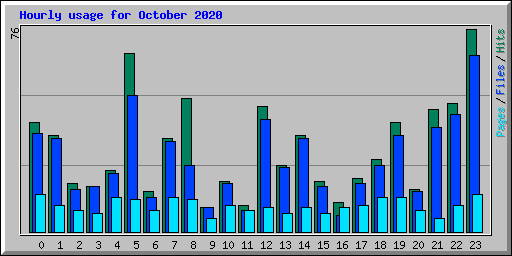 Hourly usage for October 2020
76
Pages/Files/Hits
0 1 2 3 4 5 6 7 8 9 10 11 12 13 14 15 16 17 18 19 20 21 22 23